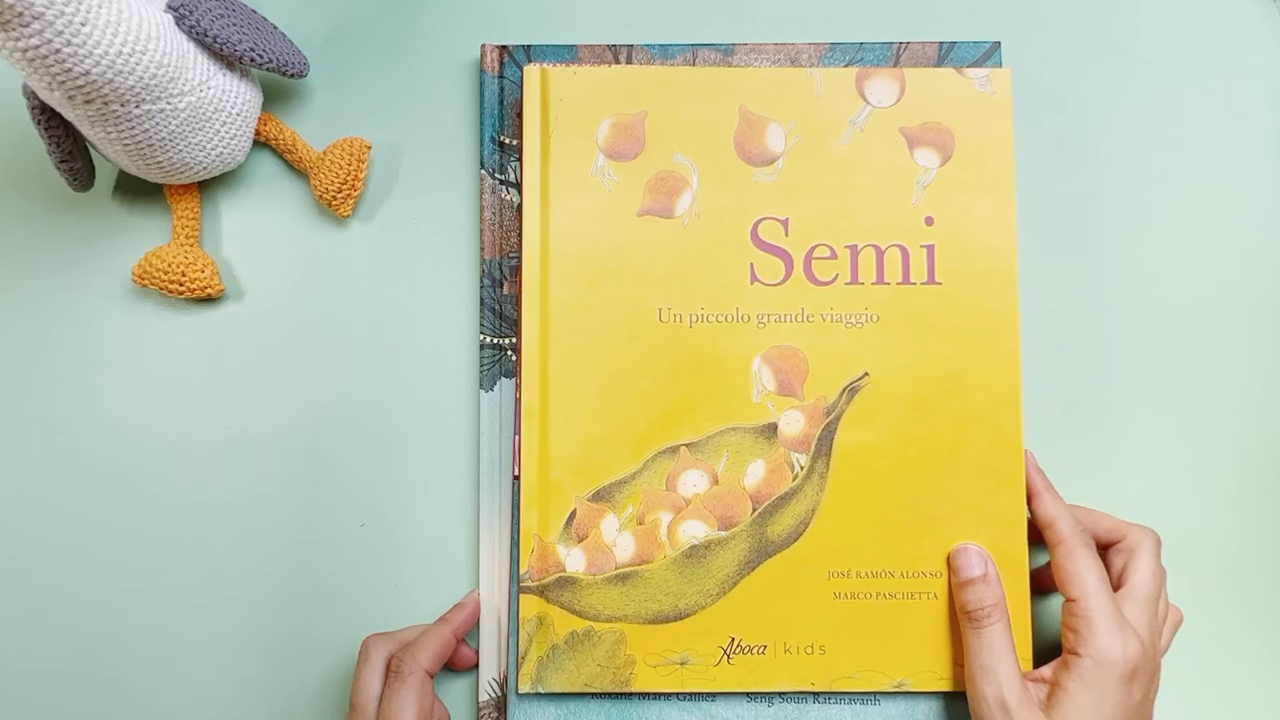 Semi
Un piccolo grande viaggio
JOSÉ RAMÓN ALONSO
MARCO PASCHETTA
Aboca | kids
Roxane Marie Galliez Seng Soun Ratanavanh